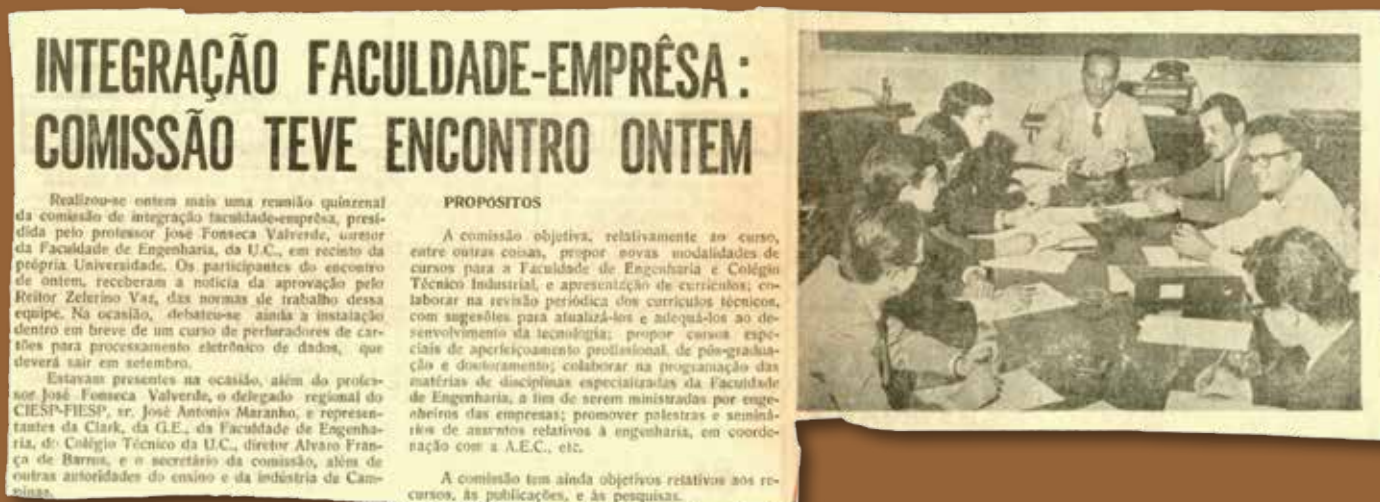 INTEGRAÇÃO FACULDADE-EMPRÊSA:
COMISSÃO TEVE ENCONTRO ONTEM
Realizou-se ontem mais uma reunião quinzenal
da comissão de integração faculdade-emprêsa, presi-
dida pelo professor José Fonseca Valverde, diretor
da Faculdade de Engenharia, da U.C., em recinto da
própria Universidade. Os participantes do encontro
de ontem, receberam a notícia da aprovação pelo
Reitor Zeferino Vaz, das normas de trabalho dessa
equipe. Na ocasião, debateu-se ainda a instalação
dentro em breve de um curso de perfuradores de car-
tões para processamento eletrônico de dados, que
deverá sair em setembro.
Estavam presentes na ocasião, além do profes-
sor José Fonseca Valverde, o delegado regional do
CIESP-FIESP, sr. José Antonio Maranho, e represen-
tantes da Clark, da G.E., da Faculdade de Engenha-
ria, do Colégio Técnico da U.C., diretor Alvaro Fran-
ça de Barros, e o secretário da comissão, além de
outras autoridades do ensino e da indústria de Cam-
pinas.
PROPÓSITOS
A comissão objetiva, relativamente ao curso,
entre outras coisas, propor novas modalidades de
cursos para a Faculdade de Engenharia e Colégio
Técnico Industrial, e apresentação de currículos; co-
laborar na revisão periódica dos currículos técnicos,
com sugestões para atualizá-los e adequá-los ao de-
senvolvimento da tecnologia; propor cursos espe-
ciais de aperfeiçoamento profissional, de pós-gradua-
ção e doutoramento; colaborar na programação das
matérias de disciplinas especializadas da Faculdade
de Engenharia, a fim de serem ministradas por enge-
nheiros das empresas; promover palestras e seminá-
rios de assuntos relativos à engenharia, em coorde-
nação com a A.E.C., etc.
A comissão tem ainda objetivos relativos aos re-
cursos, às publicações, e às pesquisas.